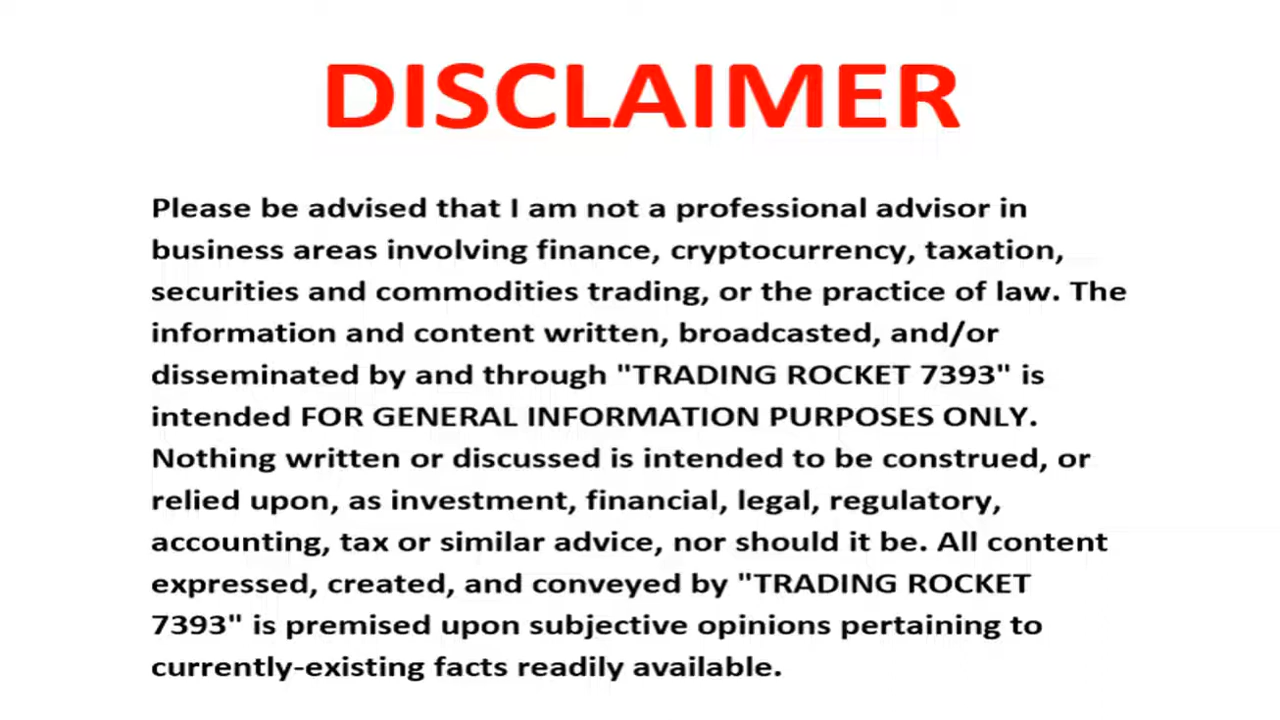 DISCLAIMER
Please be advised that I am not a professional advisor in
business areas involving finance, cryptocurrency, taxation,
securities and commodities trading, or the practice of law. The
information and content written, broadcasted, and/or
disseminated by and through "TRADING ROCKET 7393" is
intended FOR GENERAL INFORMATION PURPOSES ONLY.
Nothing written or discussed is intended to be construed, or
relied upon, as investment, financial, legal, regulatory,
accounting, tax or similar advice, nor should it be. All content
expressed, created, and conveyed by "TRADING ROCKET
7393" is premised upon subjective opinions pertaining to
currently-existing facts readily available.